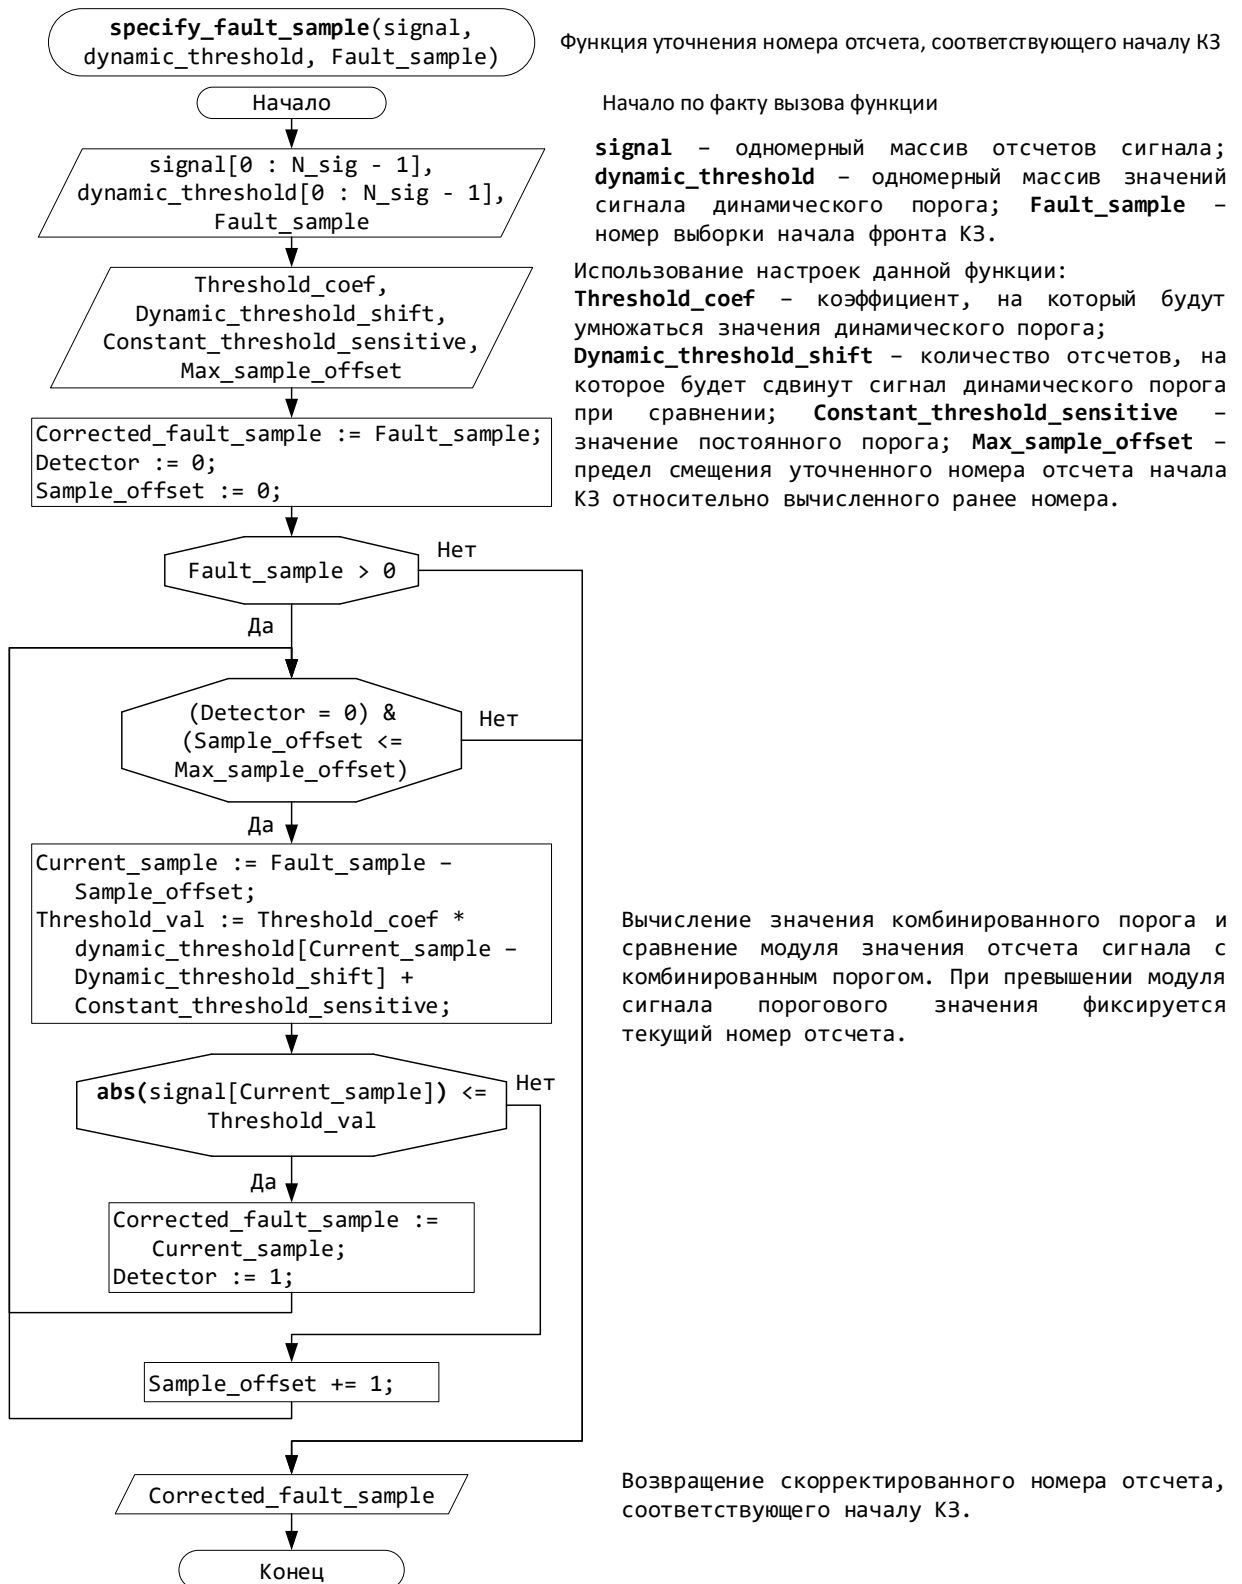 specify_fault_sample(signal,
dynamic_threshold, Fault_sample)
Функция уточнения номера отсчета, соответствующего началу КЗ
Начало
Начало по факту вызова функции
signal[0 : N_sig - 1],
dynamic_threshold[0 : N_sig - 1],
Fault_sample
signal – одномерный массив отсчетов сигнала;
dynamic_threshold – одномерный массив значений
сигнала динамического порога; Fault_sample –
номер выборки начала фронта КЗ.
Threshold_coef,
Dynamic_threshold_shift,
Constant_threshold_sensitive,
Max_sample_offset
Использование настроек данной функции:
Threshold_coef – коэффициент, на который будут
умножаться значения динамического порога;
Dynamic_threshold_shift – количество отсчетов, на
которое будет сдвинут сигнал динамического порога
при сравнении; Constant_threshold_sensitive –
значение постоянного порога; Max_sample_offset –
предел смещения уточненного номера отсчета начала
КЗ относительно вычисленного ранее номера.
Corrected_fault_sample := Fault_sample;
Detector := 0;
Sample_offset := 0;
Fault_sample > 0
Нет
Да
(Detector = 0) &
(Sample_offset <=
Max_sample_offset)
Нет
Да
Current_sample := Fault_sample –
Sample_offset;
Threshold_val := Threshold_coef *
dynamic_threshold[Current_sample –
Dynamic_threshold_shift] +
Constant_threshold_sensitive;
Вычисление значения комбинированного порога и
сравнение модуля значения отсчета сигнала с
комбинированным порогом. При превышении модуля
сигнала порогового значения фиксируется
текущий номер отсчета.
abs(signal[Current_sample]) <=
Threshold_val
Нет
Да
Corrected_fault_sample :=
Current_sample;
Detector := 1;
Sample_offset += 1;
Corrected_fault_sample
Возвращение скорректированного номера отсчета,
соответствующего началу КЗ.
Конец